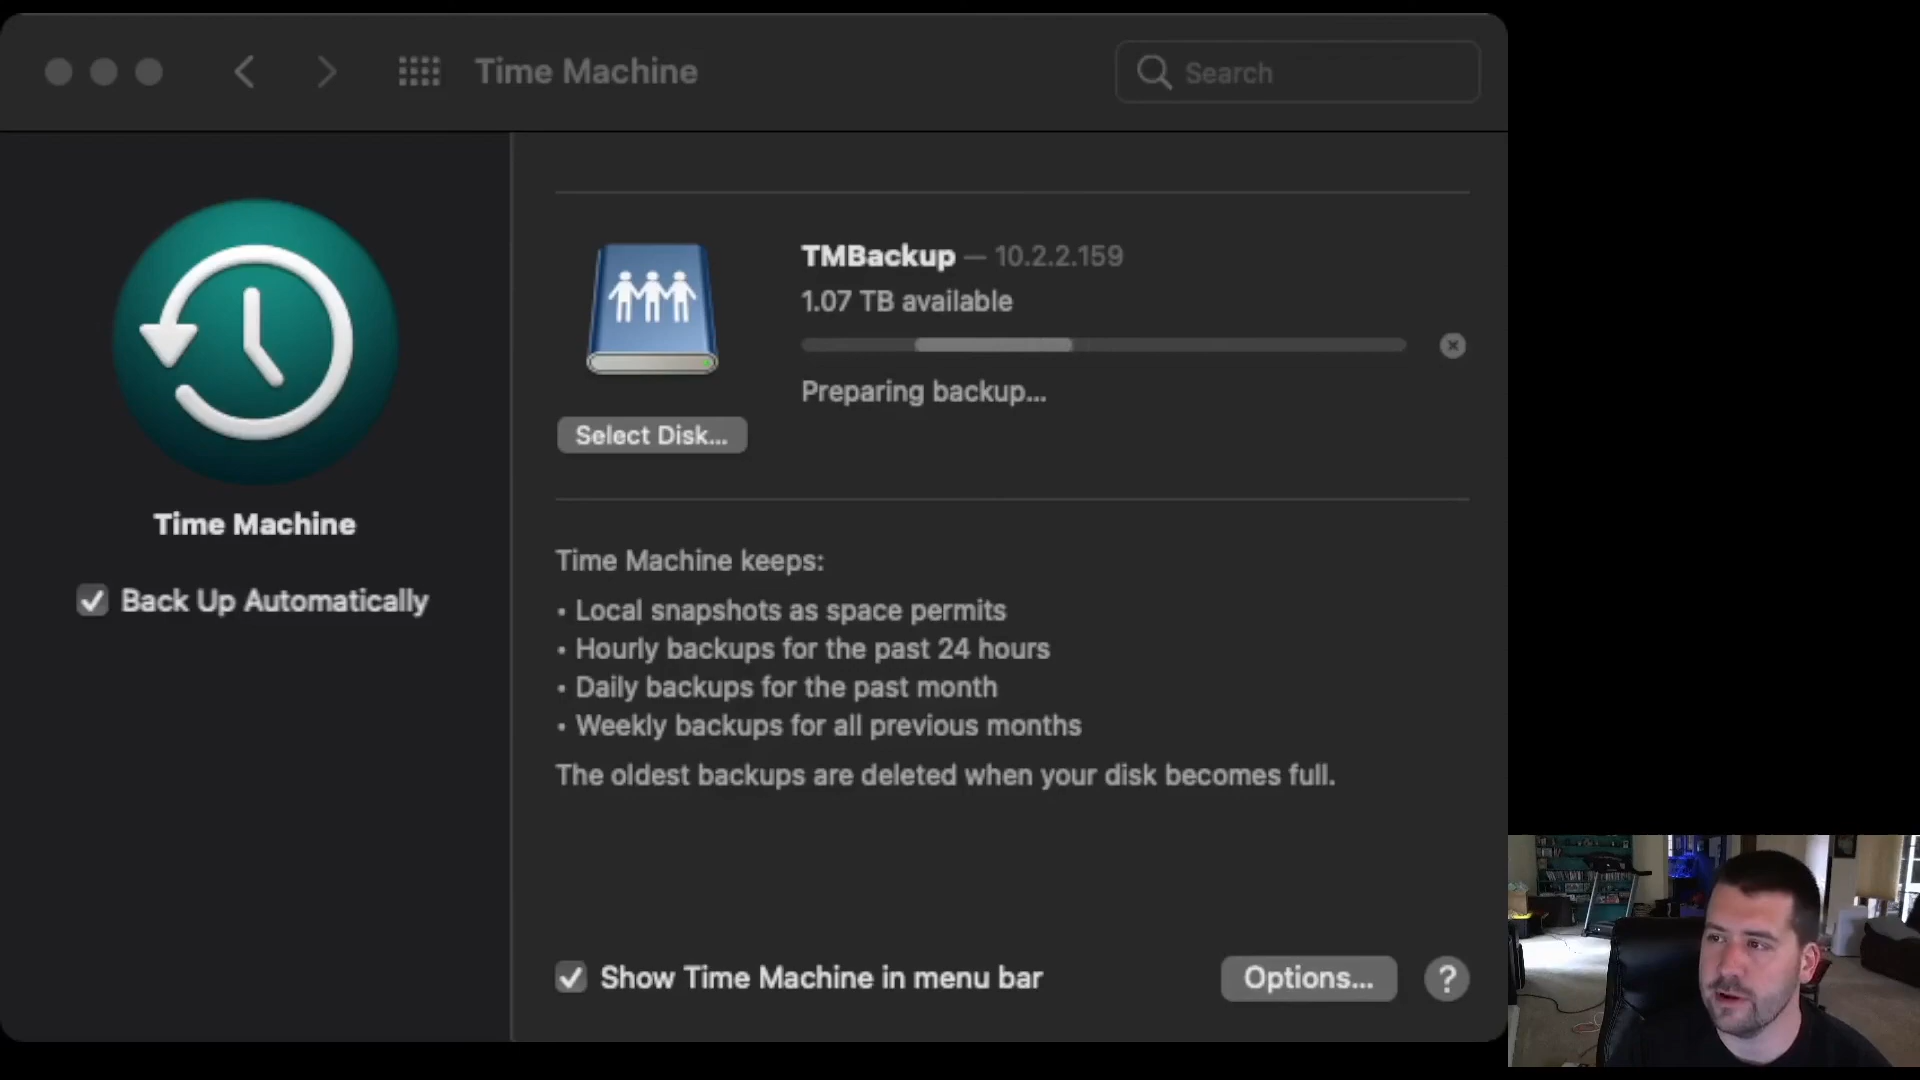 Time Machine
Search
TMBackup — 10.2.2.159
1.07 TB available
Preparing backup...
Select Disk...
Time Machine
Back Up Automatically
Time Machine keeps:
• Local snapshots as space permits
• Hourly backups for the past 24 hours
• Daily backups for the past month
• Weekly backups for all previous months
The oldest backups are deleted when your disk becomes full.
Show Time Machine in menu bar
Options...
?